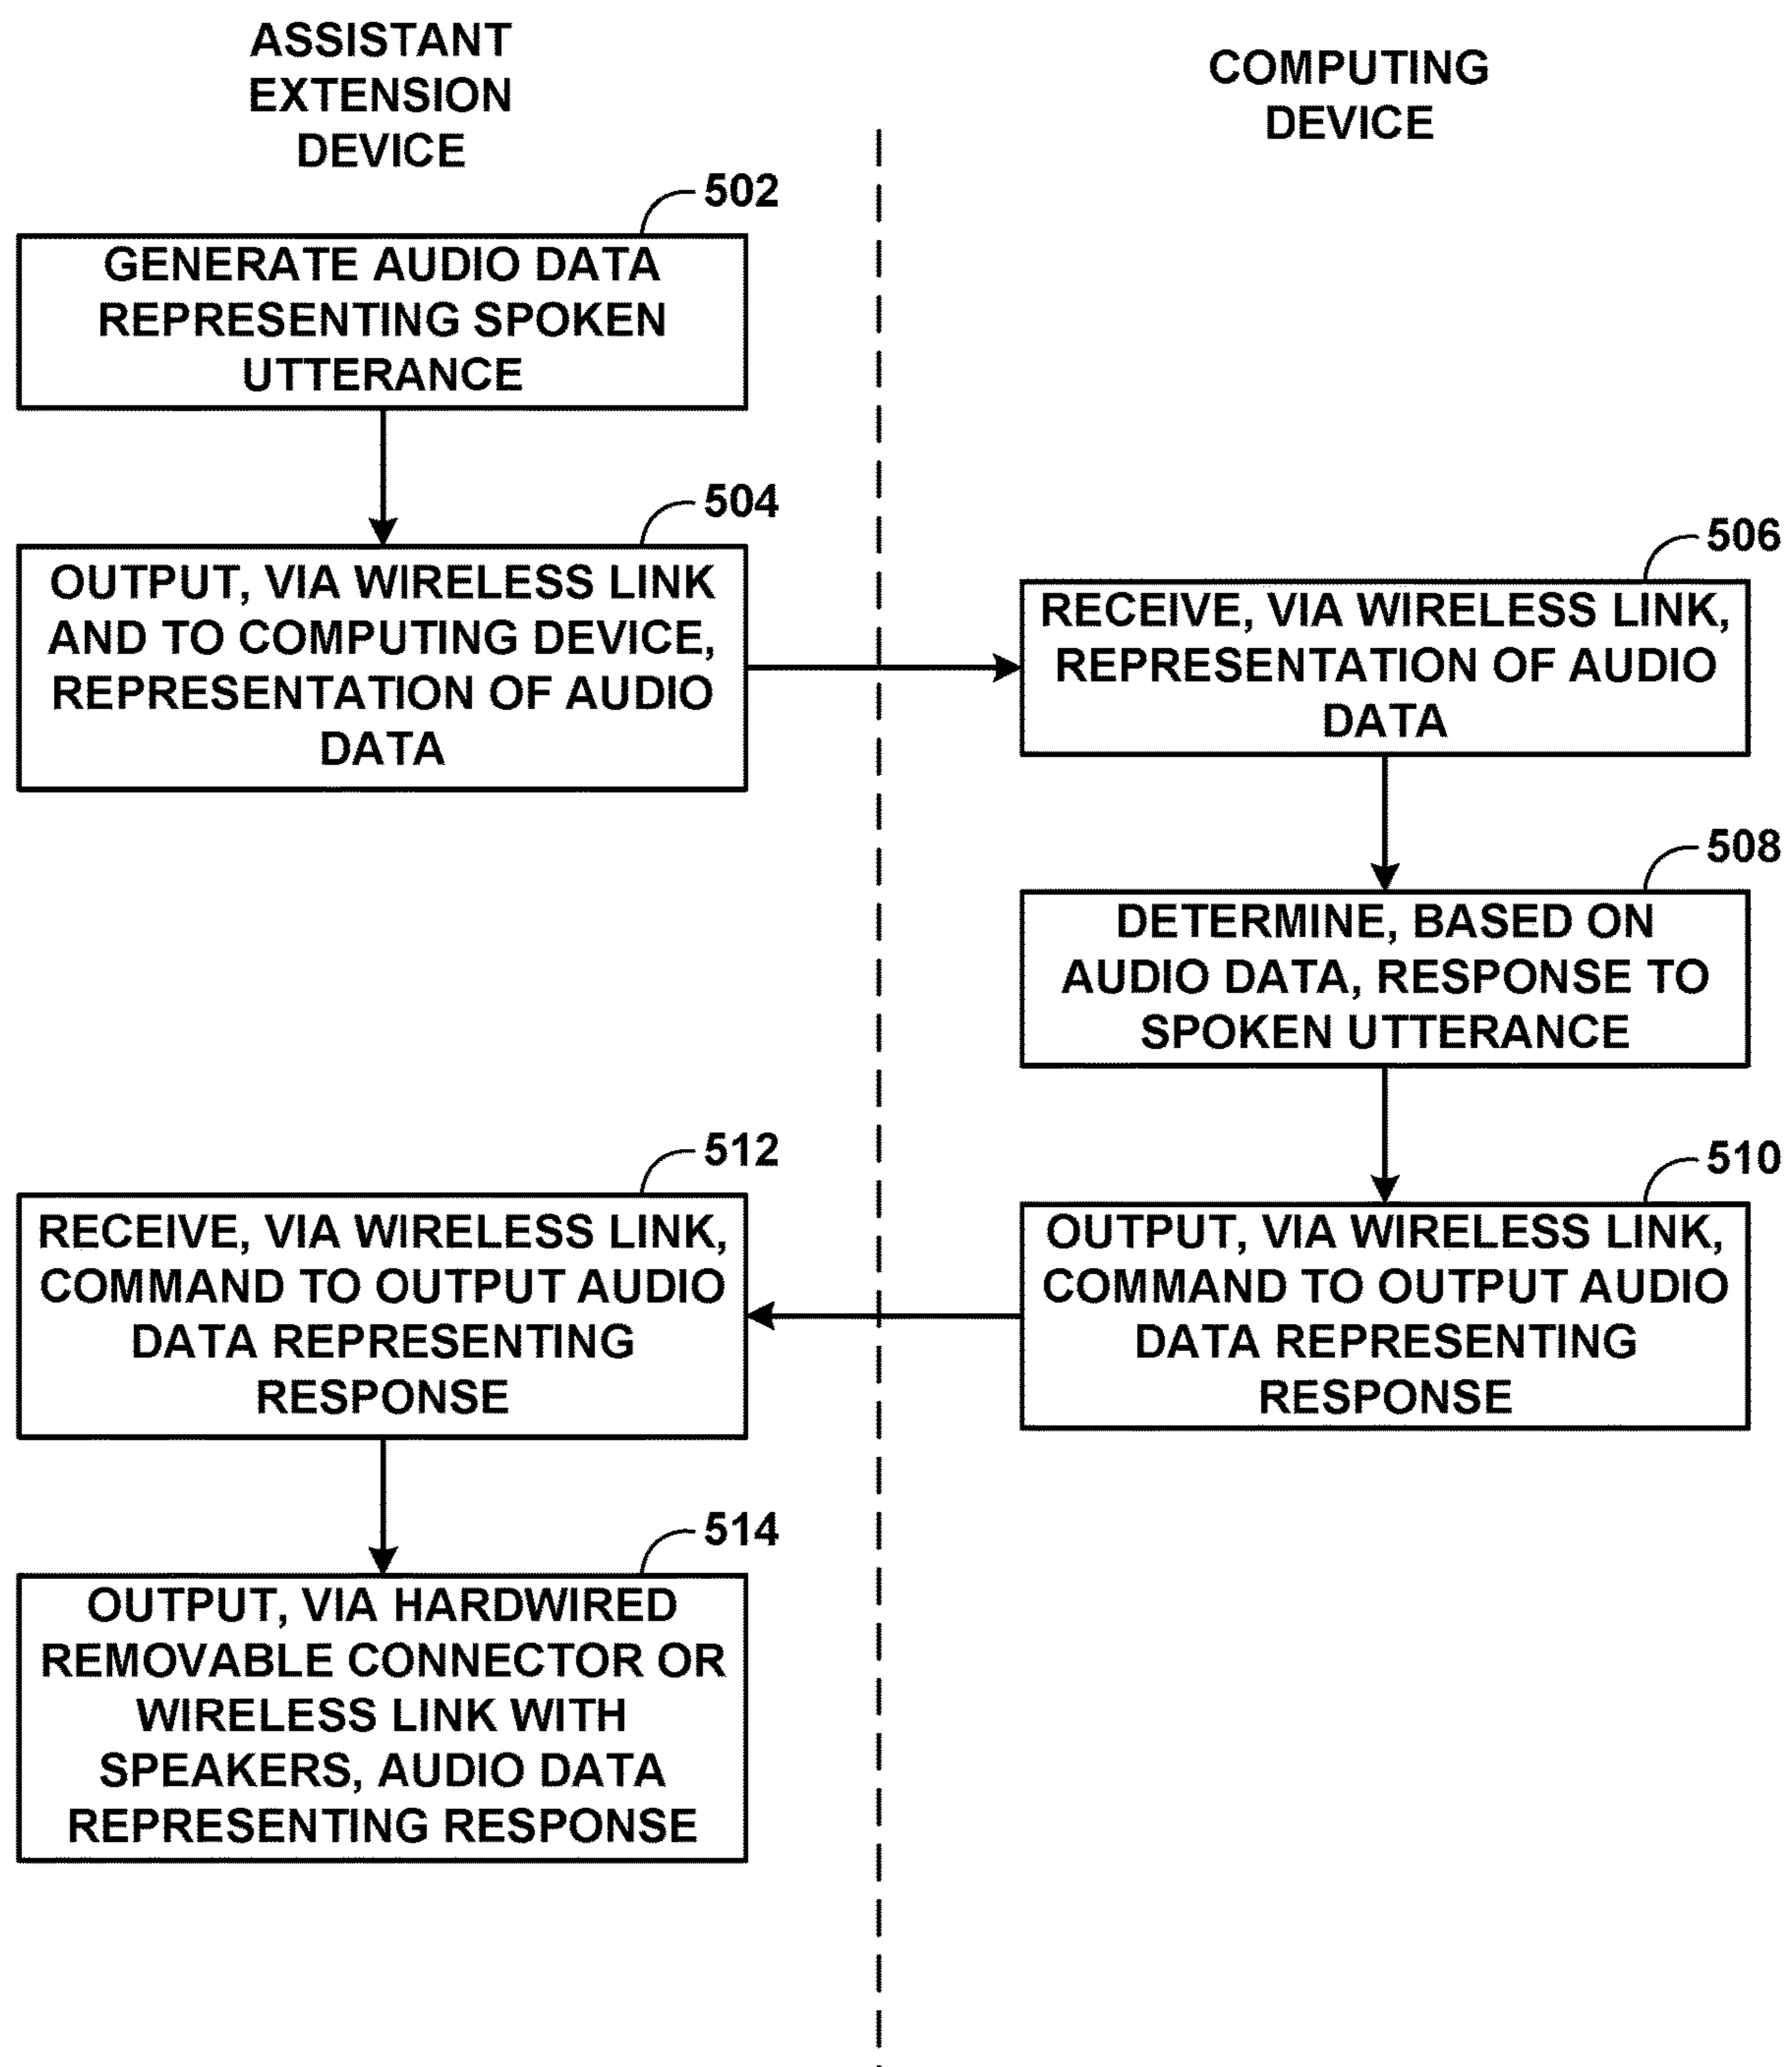 ASSISTANT
EXTENSION
DEVICE
COMPUTING
DEVICE
502
GENERATE AUDIO DATA
REPRESENTING SPOKEN
UTTERANCE
504
OUTPUT, VIA WIRELESS LINK
AND TO COMPUTING DEVICE,
REPRESENTATION OF AUDIO
DATA
506
RECEIVE, VIA WIRELESS LINK,
REPRESENTATION OF AUDIO
DATA
508
DETERMINE, BASED ON
AUDIO DATA, RESPONSE TO
SPOKEN UTTERANCE
510
OUTPUT, VIA WIRELESS LINK,
COMMAND TO OUTPUT AUDIO
DATA REPRESENTING
RESPONSE
512
RECEIVE, VIA WIRELESS LINK,
COMMAND TO OUTPUT AUDIO
DATA REPRESENTING
RESPONSE
514
OUTPUT, VIA HARDWIRED
REMOVABLE CONNECTOR OR
WIRELESS LINK WITH
SPEAKERS, AUDIO DATA
REPRESENTING RESPONSE